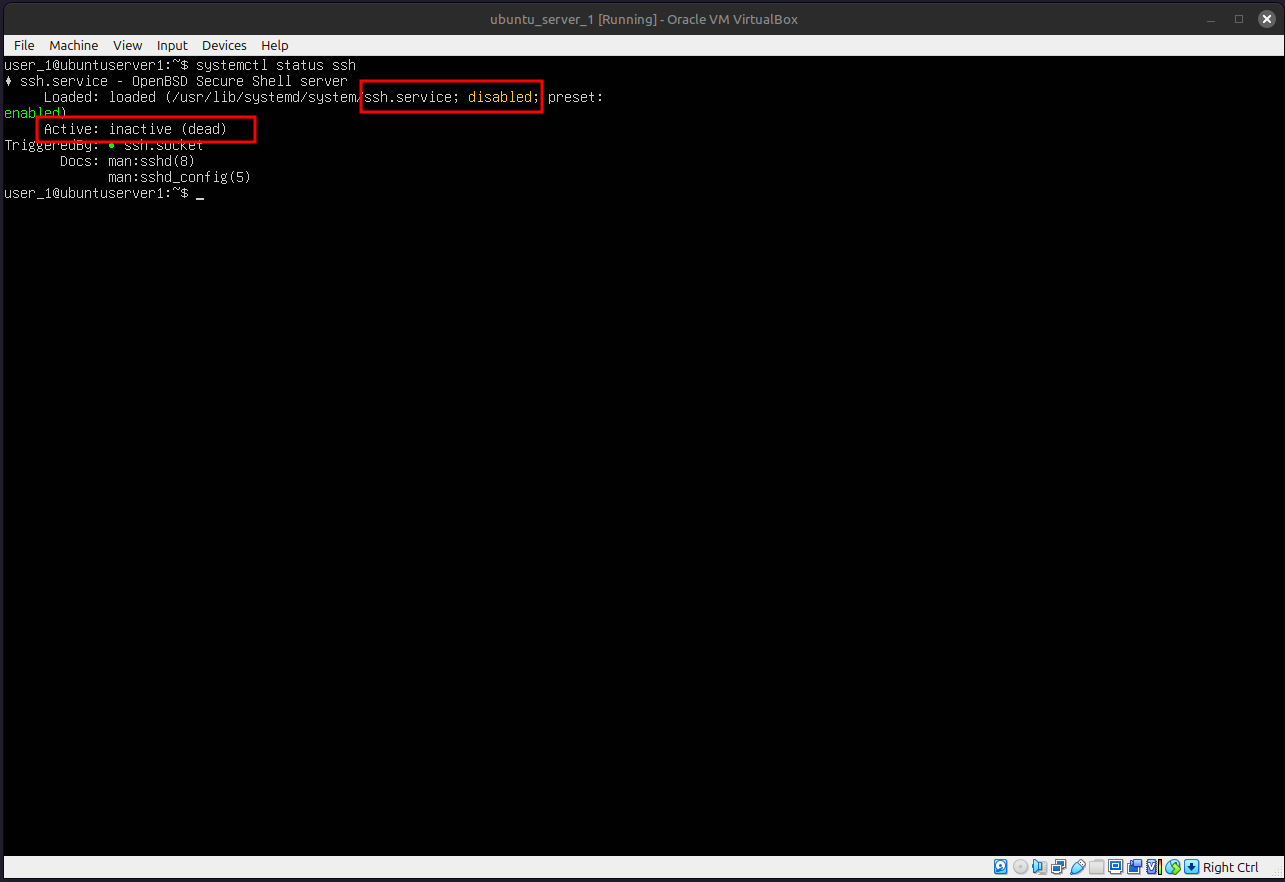 ubuntu_server_1 [Running] - Oracle VM VirtualBox
File Machine View Input Devices Help
user_1@ubuntuserver1:~$ systemctl status ssh
ssh.service - OpenBSD Secure Shell server
Loaded: loaded (/usr/lib/systemd/system/ssh.service; disabled; preset:
enabled)
Active: inactive (dead)
TriggeredBy: ● ssh.socket
Docs: man:sshd(8)
man:sshd_config(5)
user_1@ubuntuserver1:~$ _
Right Ctrl